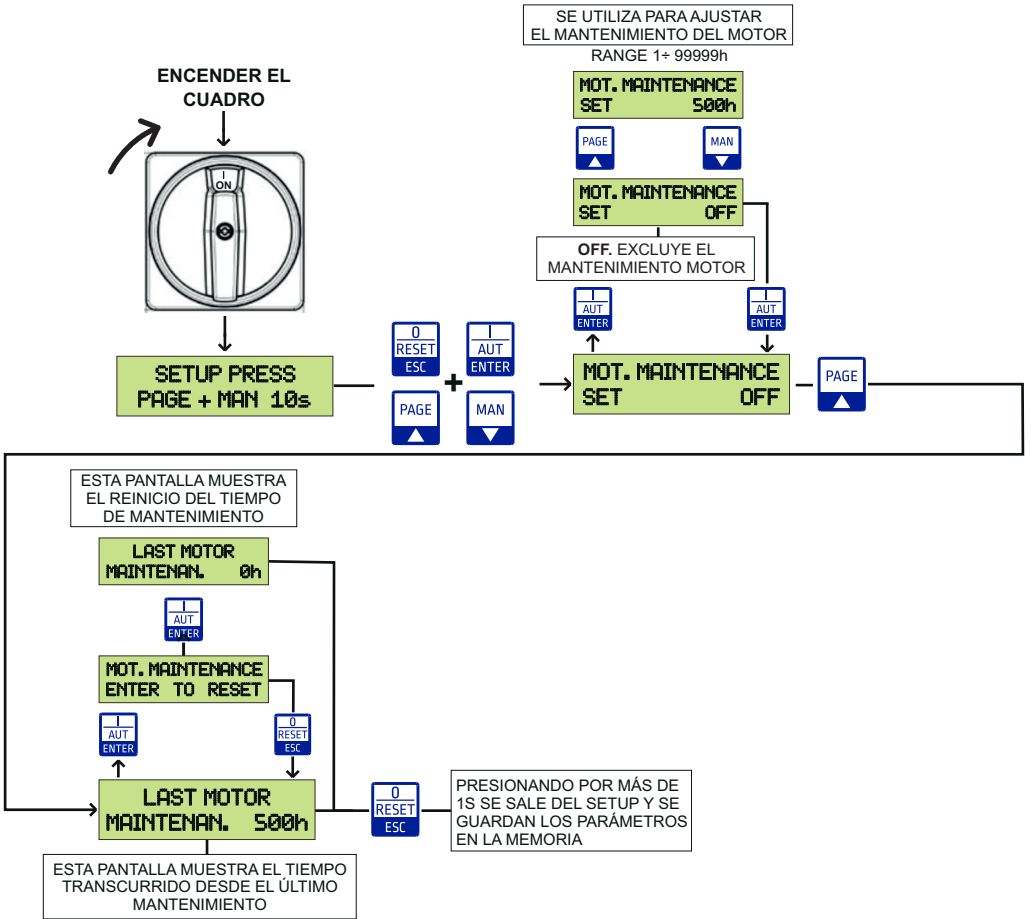 SE UTILIZA PARA AJUSTAR
EL MANTENIMIENTO DEL MOTOR
RANGE 1÷ 99999h
MOT. MAINTENANCE
SET 500h
PAGE
MAN
MOT. MAINTENANCE
SET OFF
OFF. EXCLUYE EL
MANTENIMIENTO MOTOR
I
AUT
ENTER
I
AUT
ENTER
ENCENDER EL
CUADRO
I
ON
SETUP PRESS
PAGE + MAN 10s
0
RESET
ESC
+
I
AUT
ENTER
PAGE
MAN
MOT. MAINTENANCE
SET OFF
PAGE
ESTA PANTALLA MUESTRA
EL REINICIO DEL TIEMPO
DE MANTENIMIENTO
LAST MOTOR
MAINTENAN. 0h
I
AUT
ENTER
MOT. MAINTENANCE
ENTER TO RESET
I
AUT
ENTER
0
RESET
ESC
LAST MOTOR
MAINTENAN. 500h
0
RESET
ESC
PRESIONANDO POR MÁS DE
1S SE SALE DEL SETUP Y SE
GUARDAN LOS PARÁMETROS
EN LA MEMORIA
ESTA PANTALLA MUESTRA EL TIEMPO
TRANSCURRIDO DESDE EL ÚLTIMO
MANTENIMIENTO